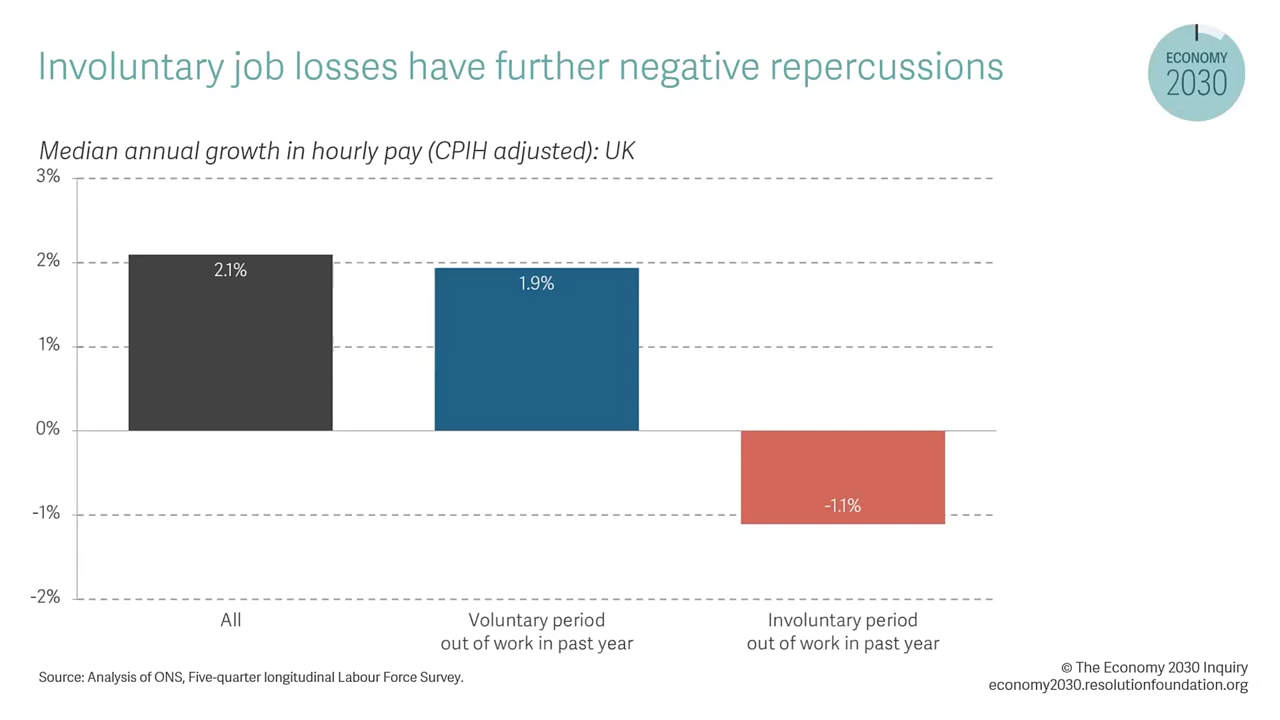 Involuntary job losses have further negative repercussions
ECONOMY
2030
Median annual growth in hourly pay (CPIH adjusted): UK
3%
2%
1%
0%
-1%
-2%
2.1%
1.9%
-1.1%
All
Voluntary period
out of work in past year
Involuntary period
out of work in past year
Source: Analysis of ONS, Five-quarter longitudinal Labour Force Survey.
© The Economy 2030 Inquiry
economy2030.resolutionfoundation.org